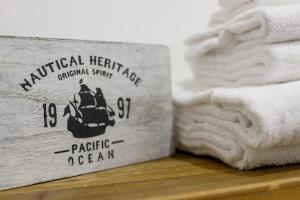 NAUTICAL HERITAGE
ORIGINAL SPIRIT
19 97
PACIFIC
OCEAN